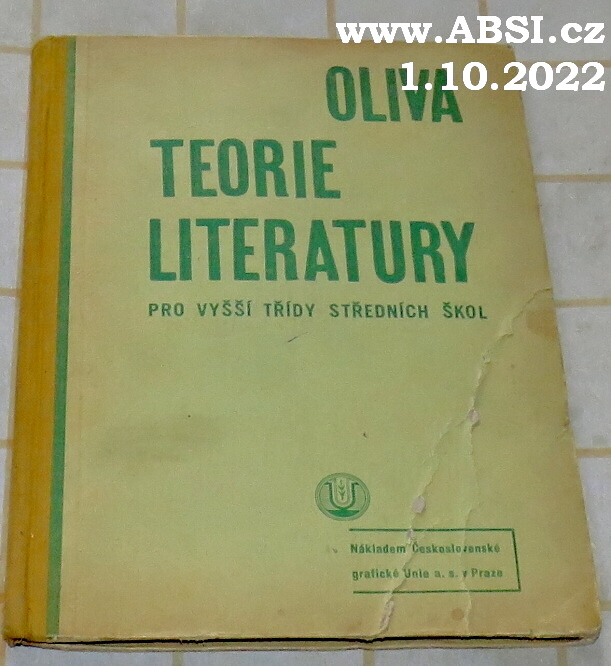 www.ABSI.cz
1.10.2022
OLIVA
TEORIE
LITERATURY
PRO VYŠŠÍ TŘÍDY STŘEDNÍCH ŠKOL
Nákladem Československé
grafické Unie a. s. v Praze